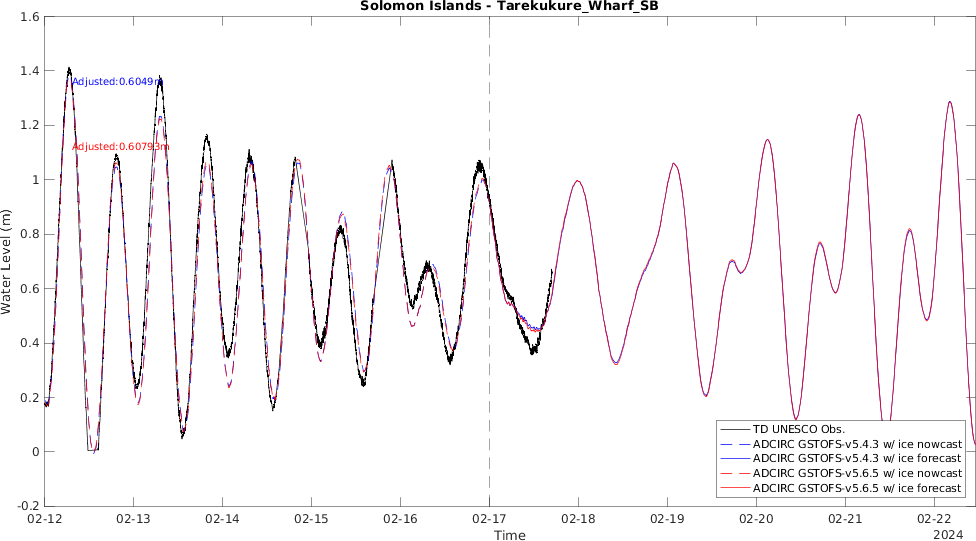 Solomon Islands - Tarekukure_Wharf_SB
1.6
1.4
1.2
1
0.8
0.6
0.4
0.2
0
-0.2
Water Level (m)
Adjusted:0.6049m
Adjusted:0.60793m
TD UNESCO Obs.
ADCIRC GSTOFS-v5.4.3 w/ ice nowcast
ADCIRC GSTOFS-v5.4.3 w/ ice forecast
ADCIRC GSTOFS-v5.6.5 w/ ice nowcast
ADCIRC GSTOFS-v5.6.5 w/ ice forecast
02-12 02-13 02-14 02-15 02-16 02-17 02-18 02-19 02-20 02-21 02-22
Time
2024